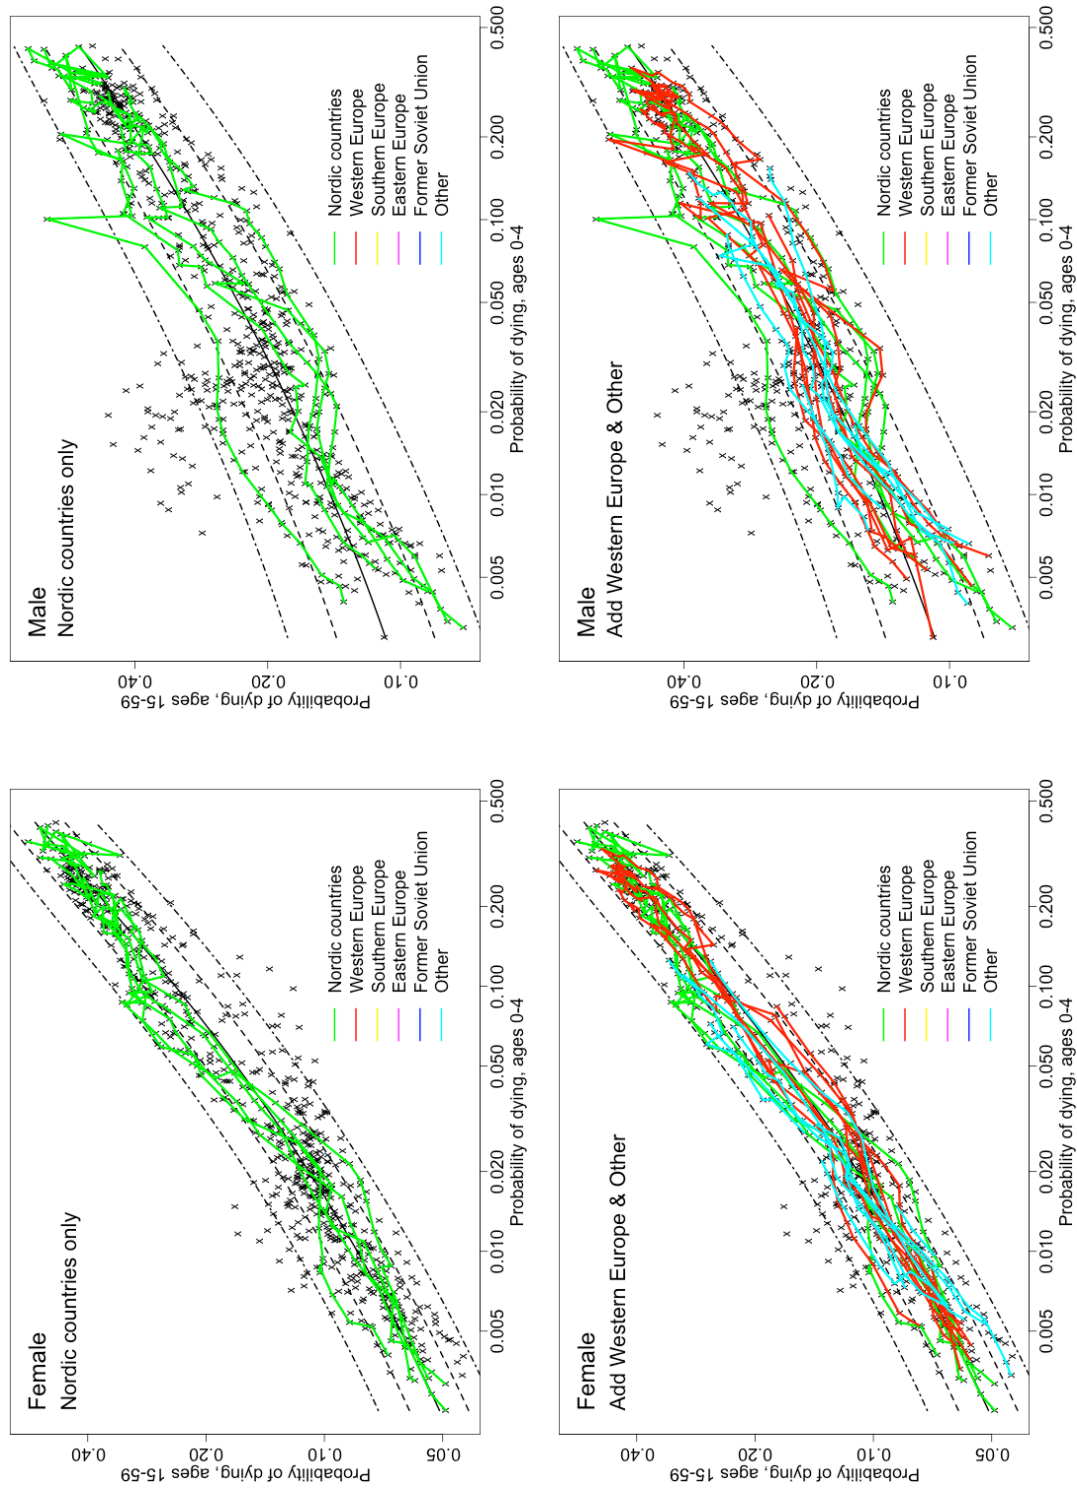 Female
Nordic countries only
Probability of dying, ages 15-59
0.40
0.20
0.10
0.05
Nordic countries
Western Europe
Southern Europe
Eastern Europe
Former Soviet Union
Other
0.005 0.010 0.020 0.050 0.100 0.200 0.500
Probability of dying, ages 0-4
Male
Nordic countries only
Probability of dying, ages 15-59
0.40
0.20
0.10
Nordic countries
Western Europe
Southern Europe
Eastern Europe
Former Soviet Union
Other
0.005 0.010 0.020 0.050 0.100 0.200 0.500
Probability of dying, ages 0-4
Female
Add Western Europe & Other
Probability of dying, ages 15-59
0.40
0.20
0.10
0.05
Nordic countries
Western Europe
Southern Europe
Eastern Europe
Former Soviet Union
Other
0.005 0.010 0.020 0.050 0.100 0.200 0.500
Probability of dying, ages 0-4
Male
Add Western Europe & Other
Probability of dying, ages 15-59
0.40
0.20
0.10
Nordic countries
Western Europe
Southern Europe
Eastern Europe
Former Soviet Union
Other
0.005 0.010 0.020 0.050 0.100 0.200 0.500
Probability of dying, ages 0-4